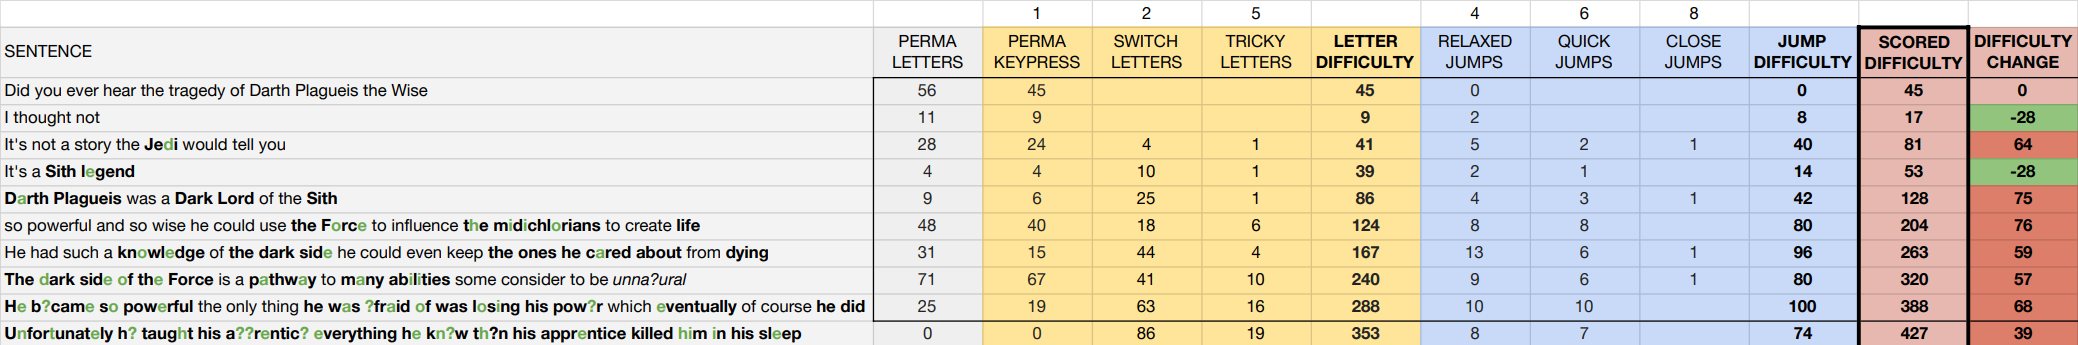 1 2 5 4 6 8
SENTENCE PERMA LETTERS PERMA KEYPRESS SWITCH LETTERS TRICKY LETTERS LETTER DIFFICULTY RELAXED JUMPS QUICK JUMPS CLOSE JUMPS JUMP DIFFICULTY SCORED DIFFICULTY DIFFICULTY CHANGE
Did you ever hear the tragedy of Darth Plagueis the Wise 56 45 45 0 0 45 0
I thought not 11 9 9 2 8 17 -28
It's not a story the Jedi would tell you 28 24 4 1 41 5 2 1 40 81 64
It's a Sith legend 4 4 10 1 39 2 1 14 53 -28
Darth Plagueis was a Dark Lord of the Sith 9 6 25 1 86 4 3 1 42 128 75
so powerful and so wise he could use the Force to influence the midichlorians to create life 48 40 18 6 124 8 8 80 204 76
He had such a knowledge of the dark side he could even keep the ones he cared about from dying 31 15 44 4 167 13 6 1 96 263 59
The dark side of the Force is a pathway to many abilities some consider to be unna?ural 71 67 41 10 240 9 6 1 80 320 57
He b?came so powerful the only thing he was ?fraid of was losing his pow?r which eventually of course he did 25 19 63 16 288 10 10 100 388 68
Unfortunately h? taught his a??rentic? everything he kn?w th?n his apprentice killed him in his sleep 0 0 86 19 353 8 7 74 427 39